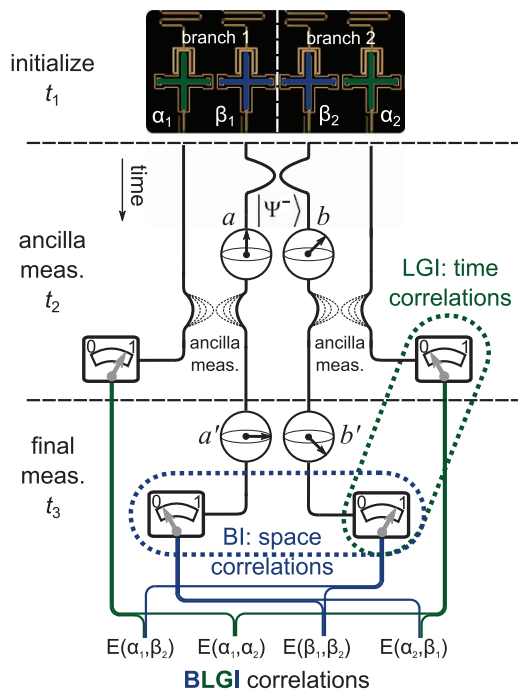 branch 1 branch 2
initialize
t₁
α₁ β₁ β₂ α₂
time
|Ψ⁻⟩
a b
ancilla
meas.
t₂
LGI: time
correlations
ancilla
meas.
ancilla
meas.
0 1
0 1
a′ b′
final
meas.
t₃
0 1
0 1
BI: space
correlations
E(α₁,β₂) E(α₁,α₂) E(β₁,β₂) E(α₂,β₁)
BLGI correlations